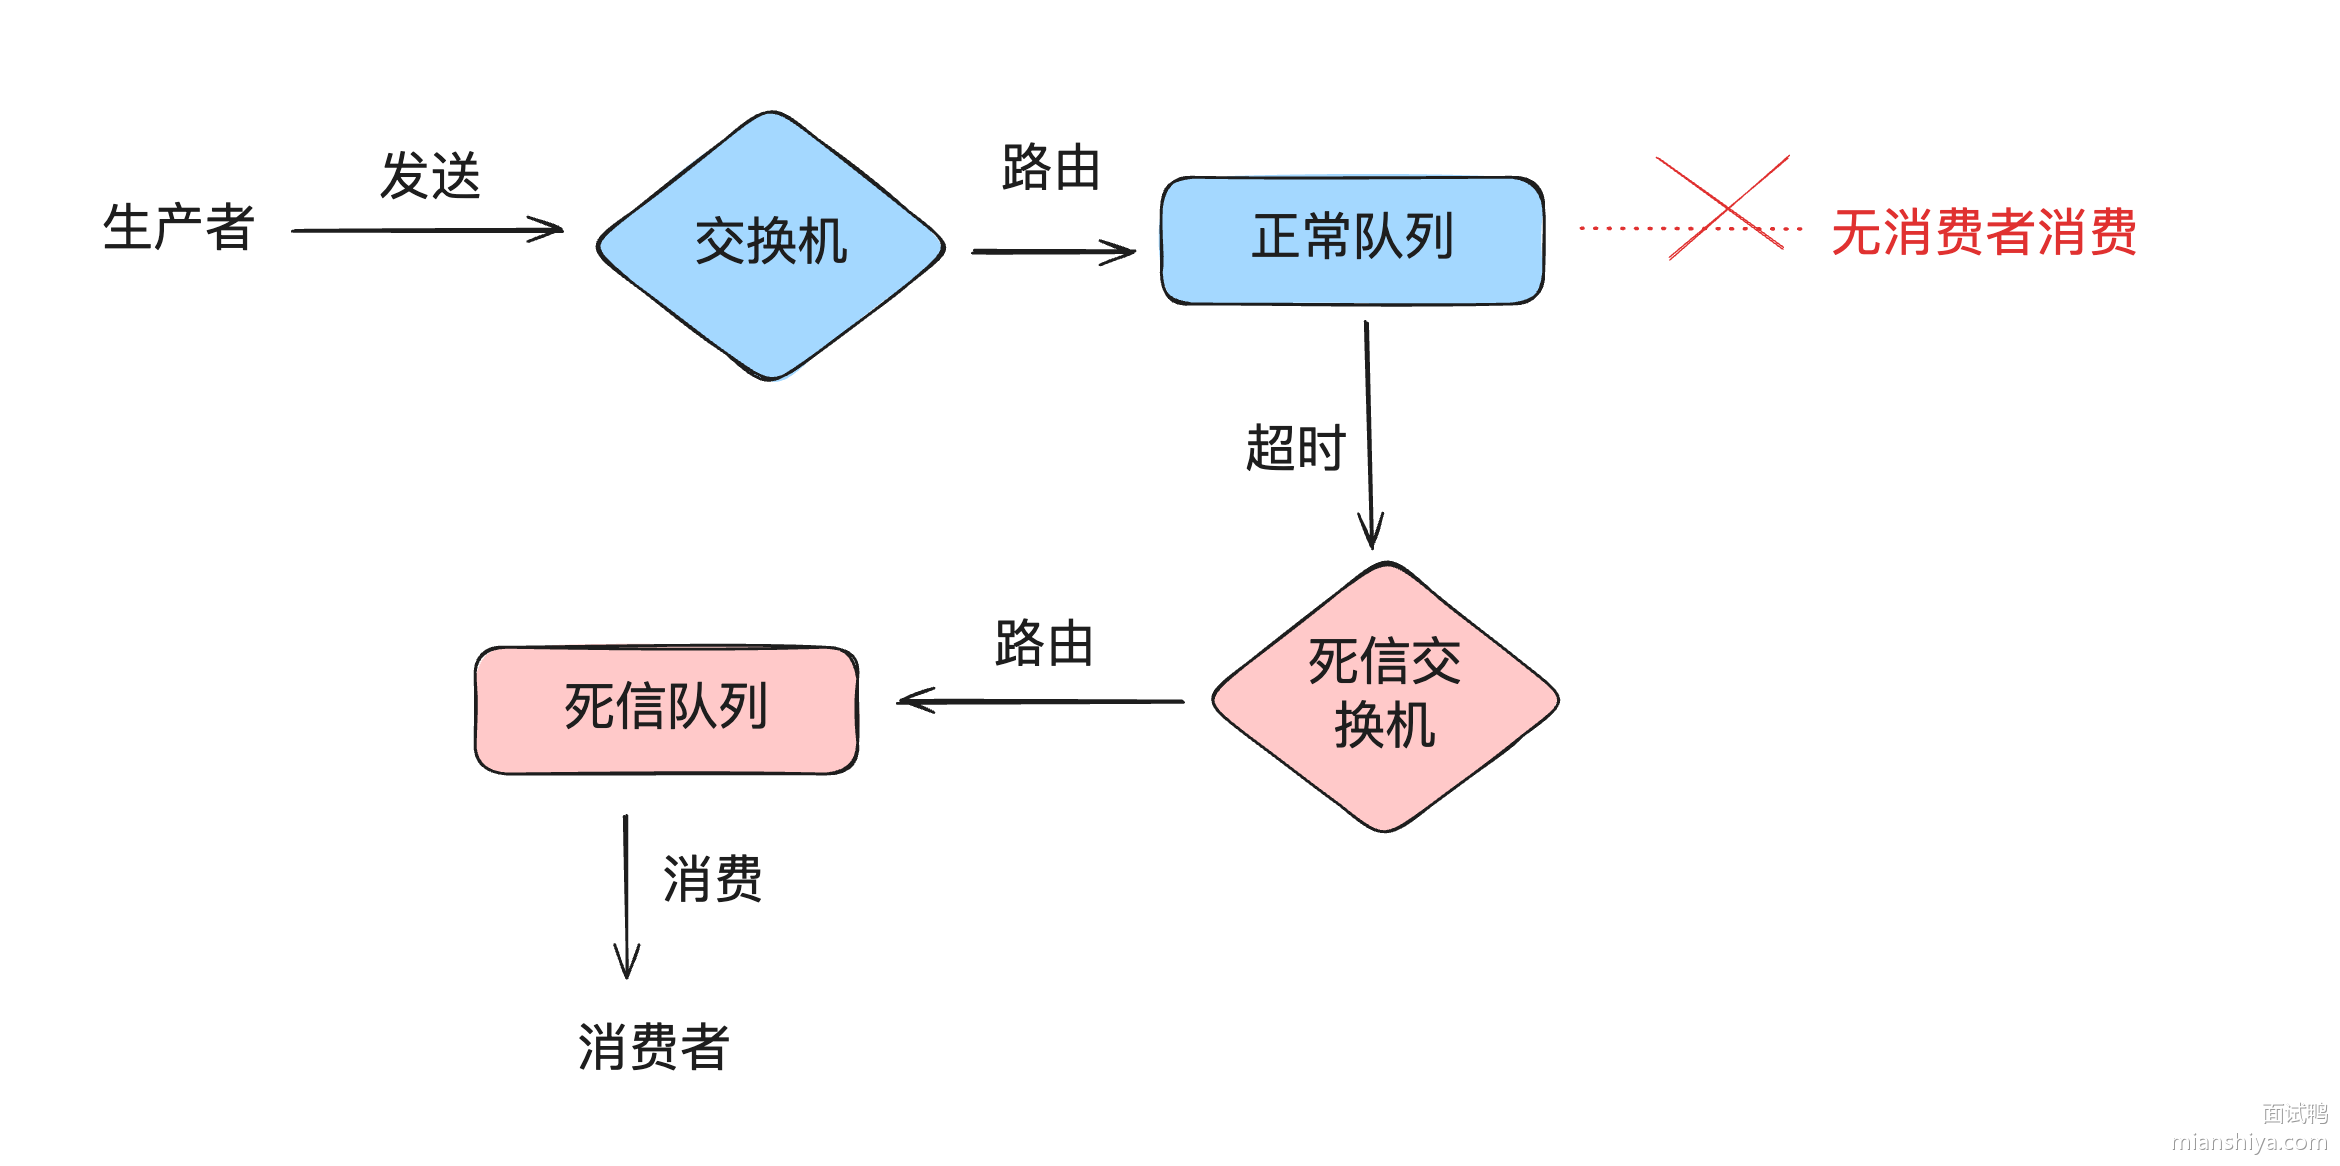 生产者
发送
交换机
路由
正常队列
无消费者消费
超时
死信交
换机
路由
死信队列
消费
消费者
面试鸭
mianshiya.com